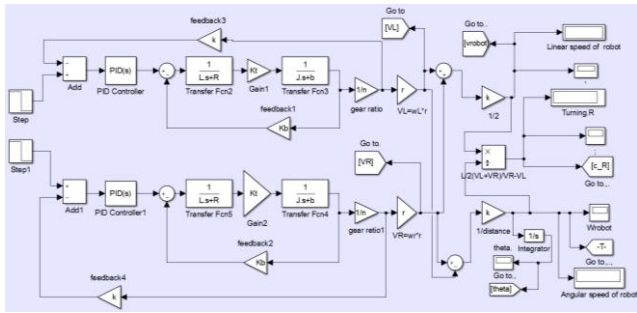 Go to
feedback3
k
[VL]
Go to..
[vrobot]
Linear speed of robot
PID(s)
1
L.s+R
Kt
1
J.s+b
1/n
r
Add
PID Controller
Transfer Fcn2
Gain1
Transfer Fcn3
gear ratio
VL=wL*r
k
1/2
Step
feedback1
Kb
Turning.R
Step1
Go to.
[VR]
L/2(VL+VR)/VR-VL
[c_R]
Go to.,.
PID(s)
1
L.s+R
Kt
1
J.s+b
1/n
r
Add1
PID Controller1
Transfer Fcn5
Gain2
Transfer Fcn4
gear ratio1
VR=wr*r
k
1/distance
Wrobot
1/s
Integrator
theta.
Go to.,
[theta]
-T-
Go to..,.
feedback2
Kb
Angular speed of robot
feedback4
k